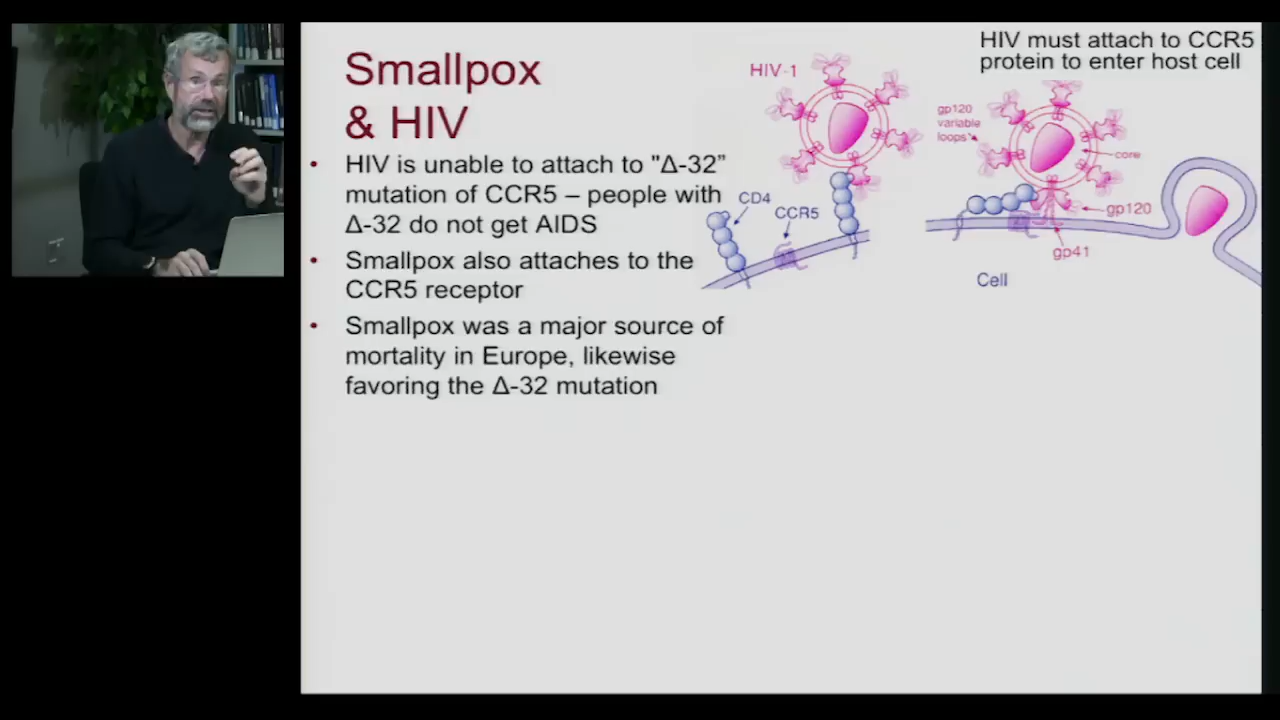 Smallpox
& HIV
• HIV is unable to attach to "Δ-32”
mutation of CCR5 – people with
Δ-32 do not get AIDS
• Smallpox also attaches to the
CCR5 receptor
• Smallpox was a major source of
mortality in Europe, likewise
favoring the Δ-32 mutation
HIV must attach to CCR5
protein to enter host cell
HIV-1
CD4
CCR5
gp120
variable
loops
core
gp120
gp41
Cell